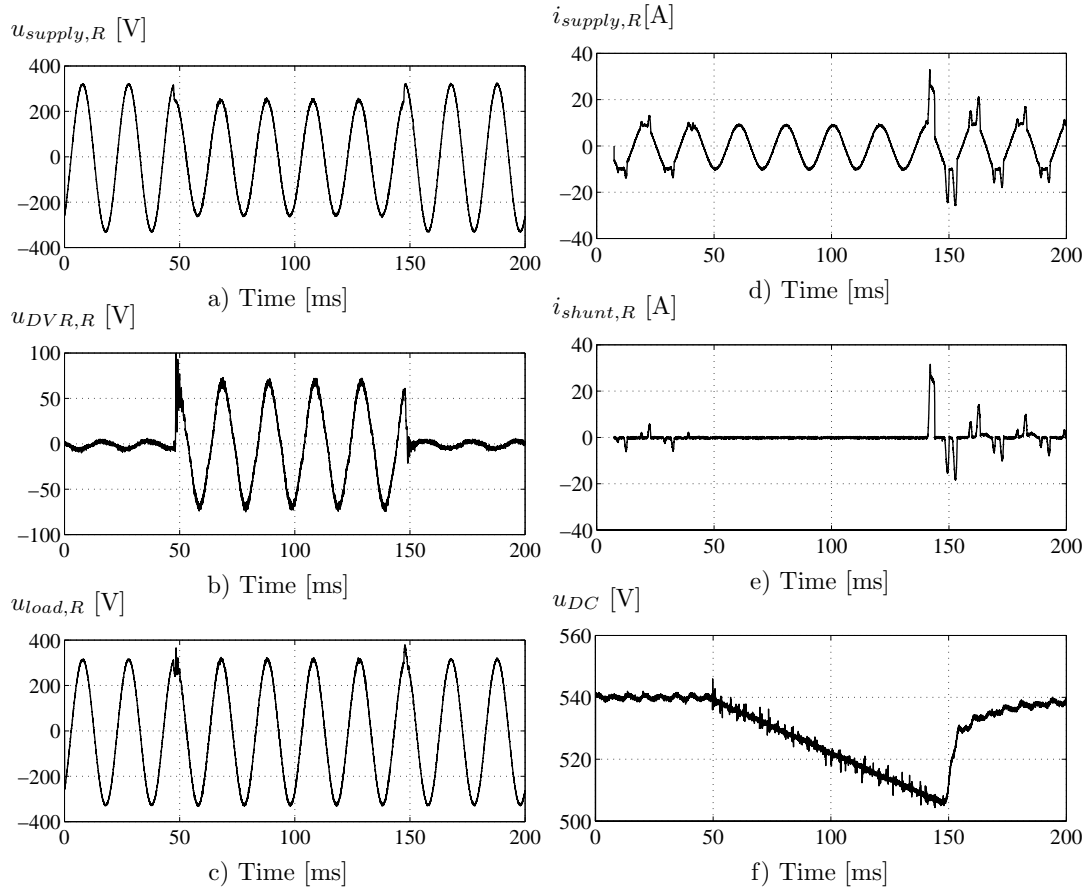 u_supply,R [V]
400
200
0
−200
−400
0 50 100 150 200
a) Time [ms]
u_DVR,R [V]
100
50
0
−50
−100
0 50 100 150 200
b) Time [ms]
u_load,R [V]
400
200
0
−200
−400
0 50 100 150 200
c) Time [ms]
i_supply,R[A]
40
20
0
−20
−40
0 50 100 150 200
d) Time [ms]
i_shunt,R [A]
40
20
0
−20
−40
0 50 100 150 200
e) Time [ms]
u_DC [V]
560
540
520
500
0 50 100 150 200
f) Time [ms]